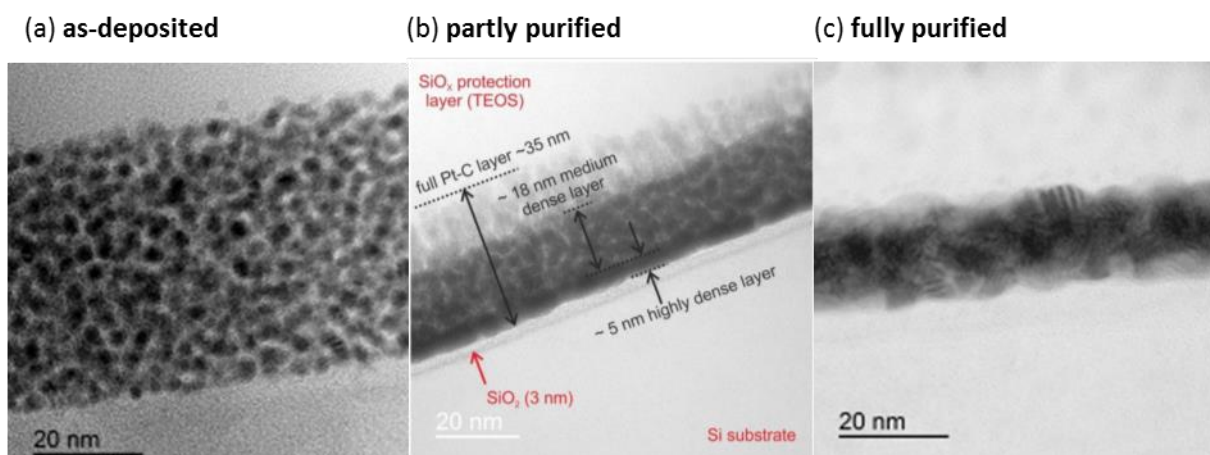 (a) as-deposited
(b) partly purified
(c) fully purified
SiOₓ protection
layer (TEOS)
full Pt-C layer ~35 nm
~ 18 nm medium
dense layer
~ 5 nm highly dense layer
SiO₂ (3 nm)
Si substrate
20 nm
20 nm
20 nm